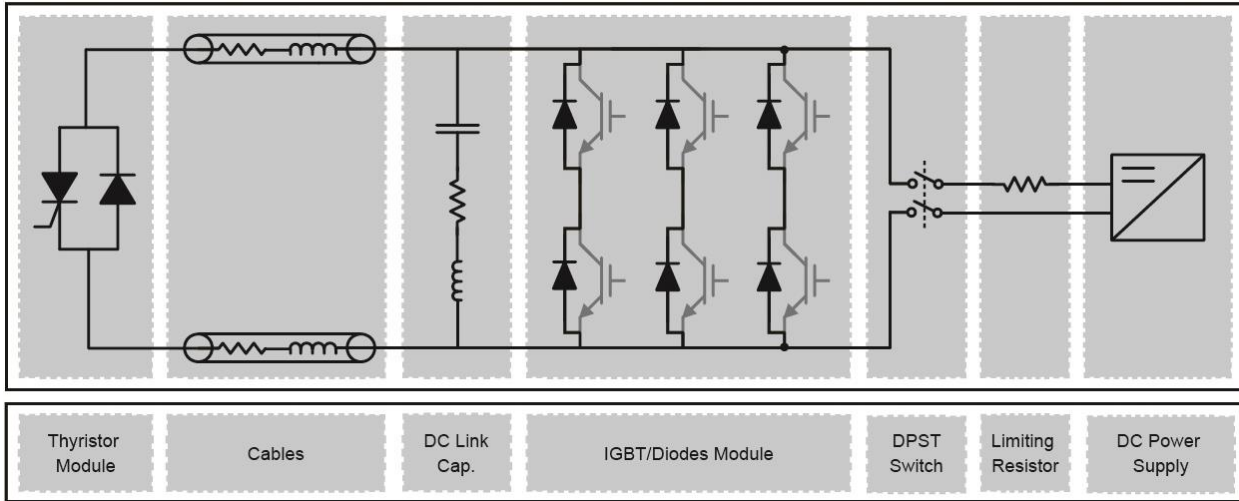 Thyristor
Module
Cables
DC Link
Cap.
IGBT/Diodes Module
DPST
Switch
Limiting
Resistor
DC Power
Supply